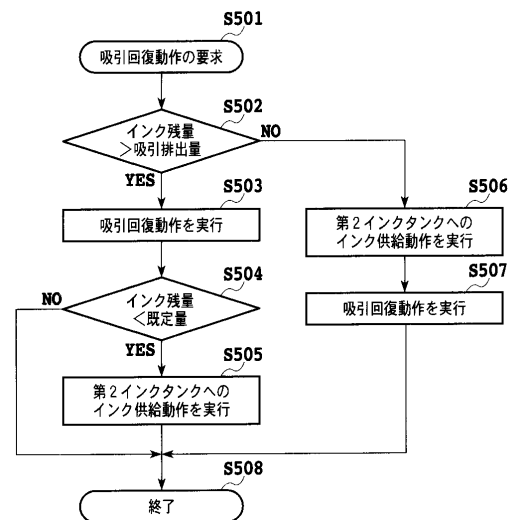 S501
吸引回復動作の要求
S502
インク残量
>吸引排出量
NO
YES
S503
吸引回復動作を実行
S506
第2インクタンクへの
インク供給動作を実行
S504
NO
インク残量
<既定量
S507
吸引回復動作を実行
YES
S505
第2インクタンクへの
インク供給動作を実行
S508
終了